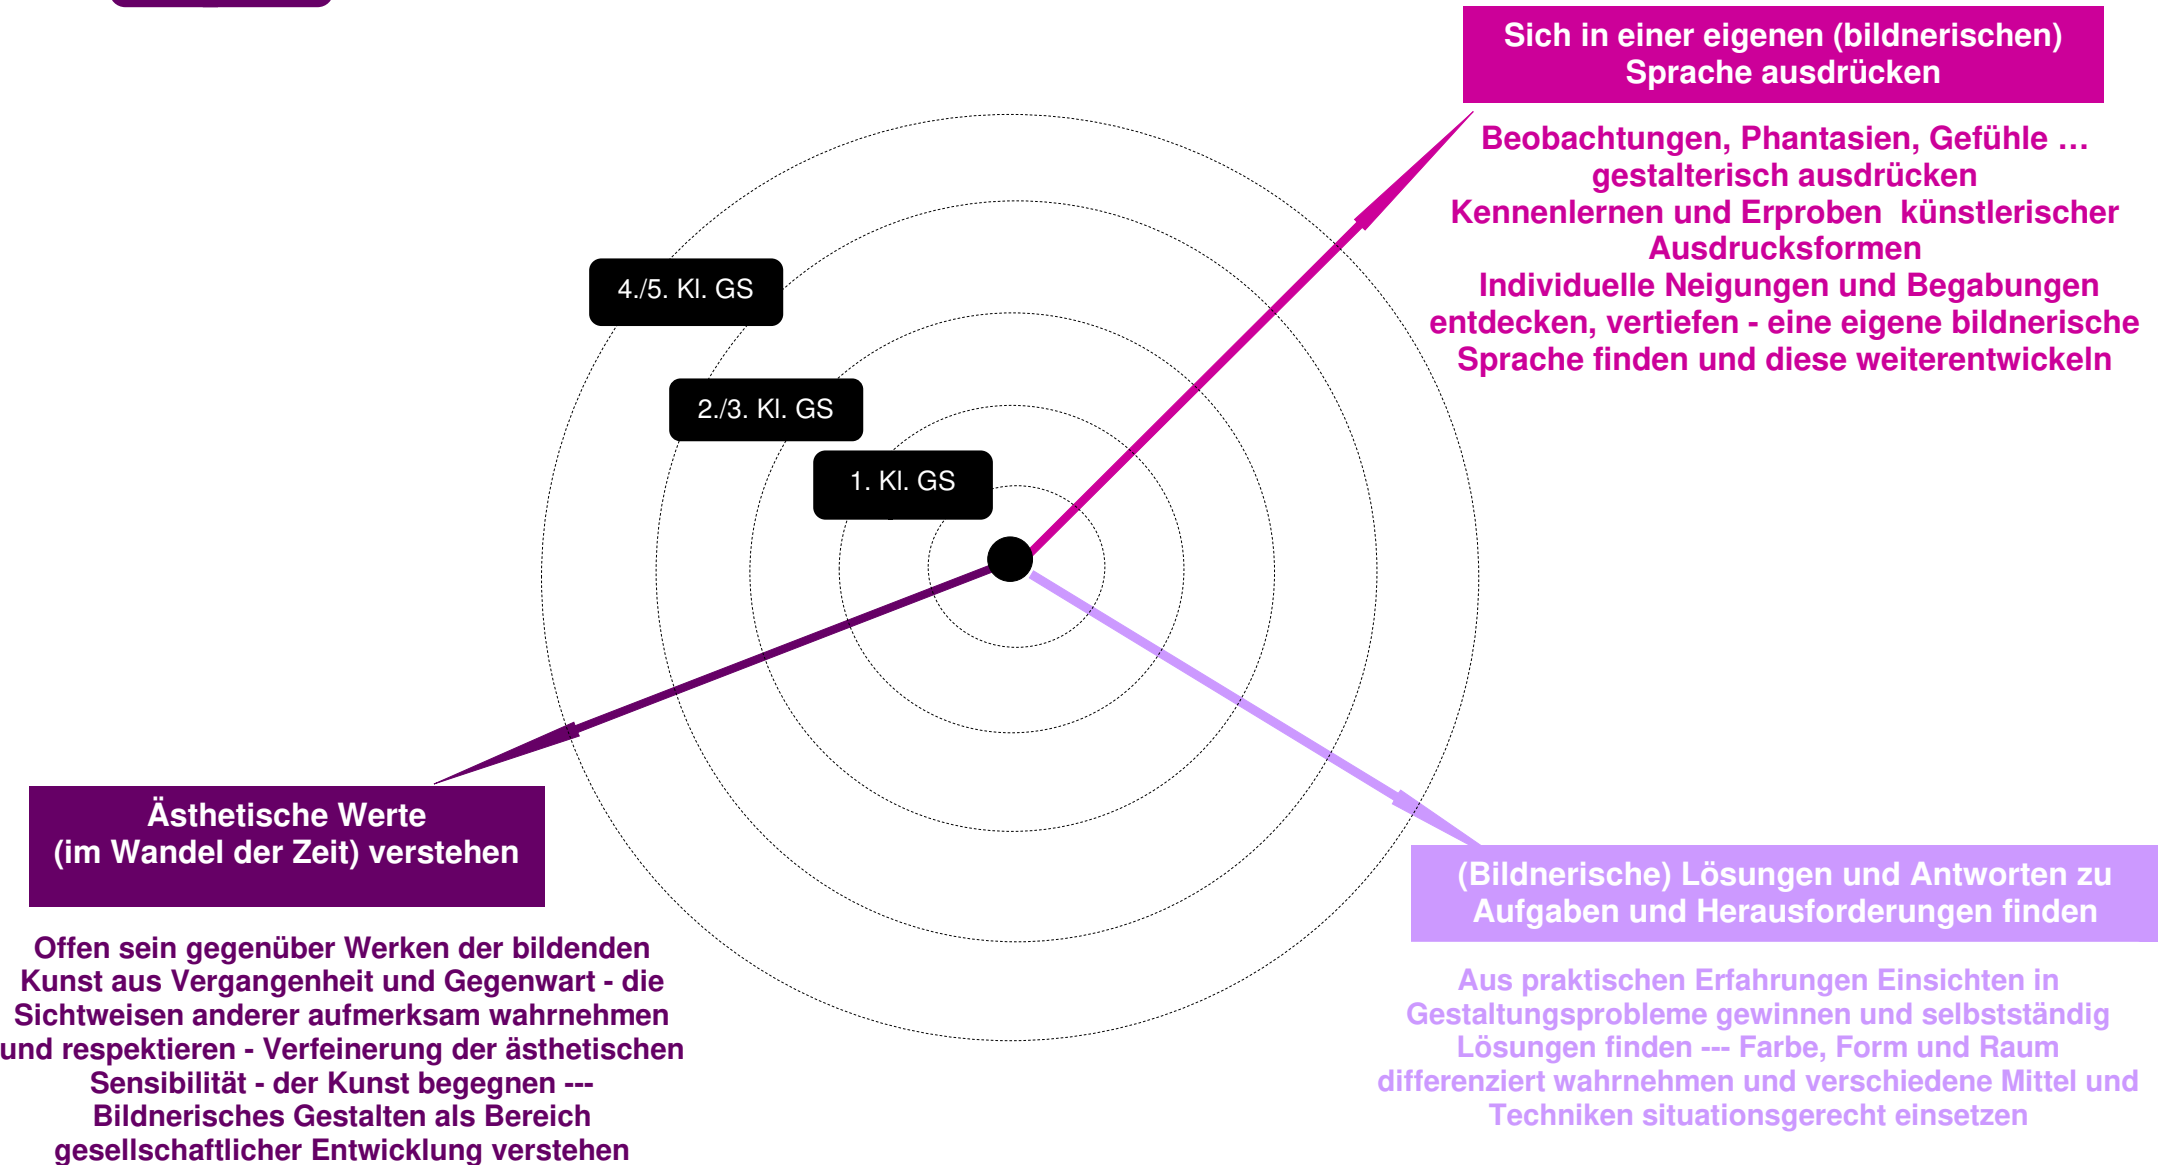 Sich in einer eigenen (bildnerischen)
Sprache ausdrücken
Beobachtungen, Phantasien, Gefühle …
gestalterisch ausdrücken
Kennenlernen und Erproben künstlerischer
Ausdrucksformen
Individuelle Neigungen und Begabungen
entdecken, vertiefen - eine eigene bildnerische
Sprache finden und diese weiterentwickeln
4./5. Kl. GS
2./3. Kl. GS
1. Kl. GS
Ästhetische Werte
(im Wandel der Zeit) verstehen
Offen sein gegenüber Werken der bildenden
Kunst aus Vergangenheit und Gegenwart - die
Sichtweisen anderer aufmerksam wahrnehmen
und respektieren - Verfeinerung der ästhetischen
Sensibilität - der Kunst begegnen ---
Bildnerisches Gestalten als Bereich
gesellschaftlicher Entwicklung verstehen
(Bildnerische) Lösungen und Antworten zu
Aufgaben und Herausforderungen finden
Aus praktischen Erfahrungen Einsichten in
Gestaltungsprobleme gewinnen und selbstständig
Lösungen finden --- Farbe, Form und Raum
differenziert wahrnehmen und verschiedene Mittel und
Techniken situationsgerecht einsetzen